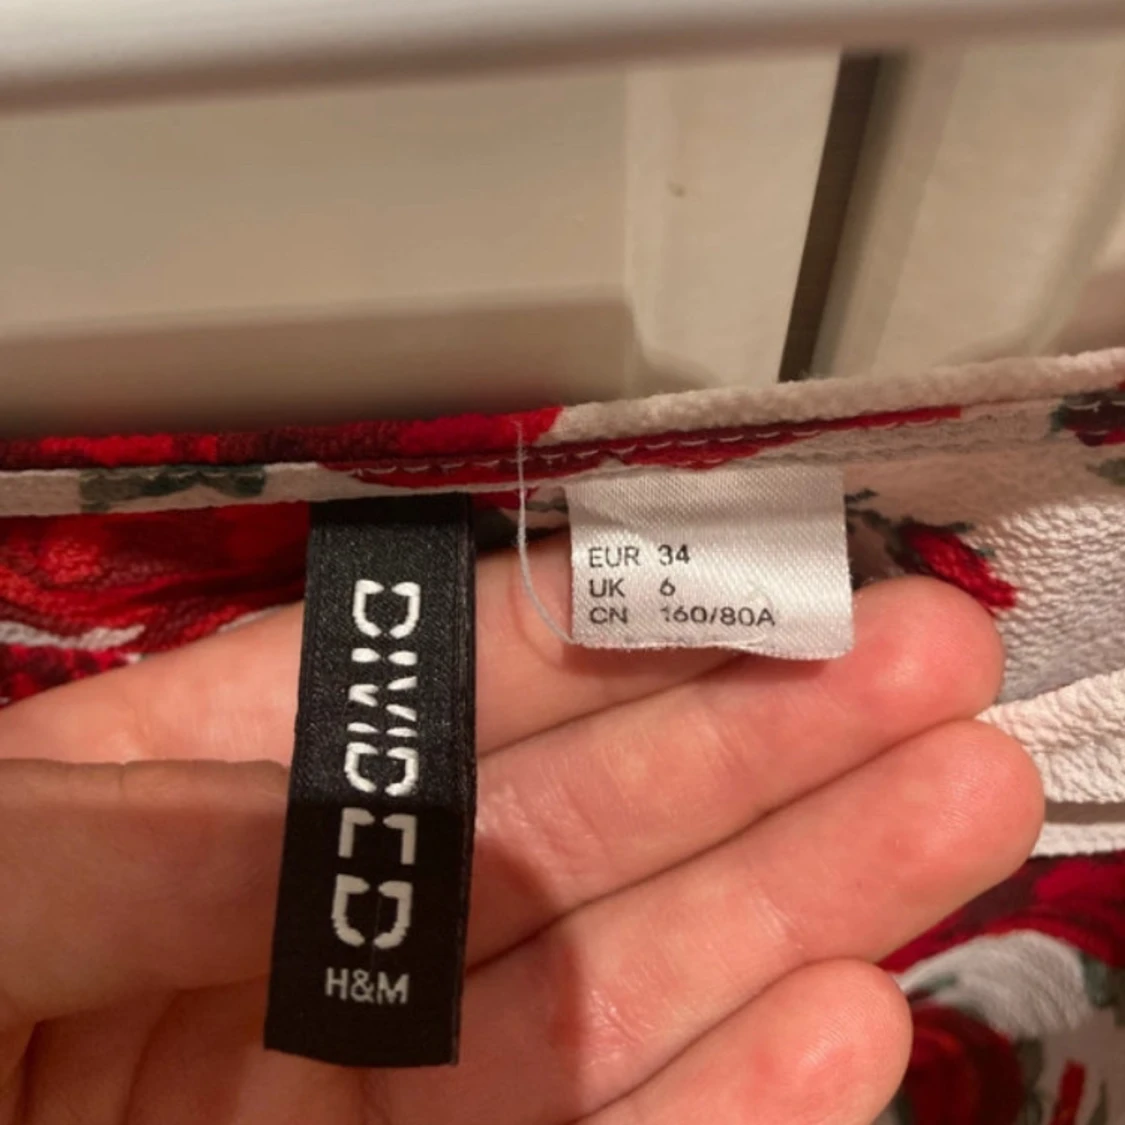 DIVIDED
H&M
EUR 34
UK 6
CN 160/80A